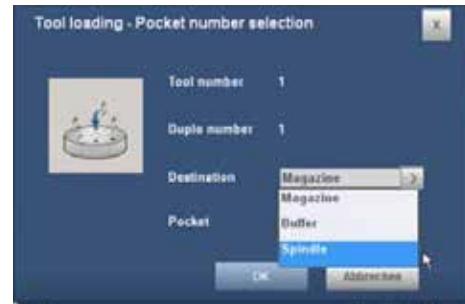 Tool loading - Pocket number selection
x
Tool number 1
Duplo number 1
Destination Magazine
Magazine
Pocket
Buffer
Spindle
OK Abbrechen